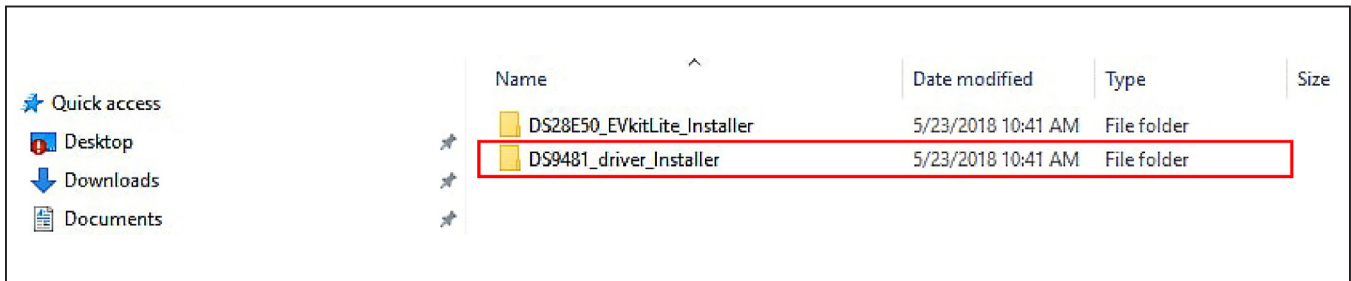 Name Date modified Type Size
Quick access
DS28E50_EVkitLite_Installer 5/23/2018 10:41 AM File folder
Desktop
DS9481_driver_Installer 5/23/2018 10:41 AM File folder
Downloads
Documents